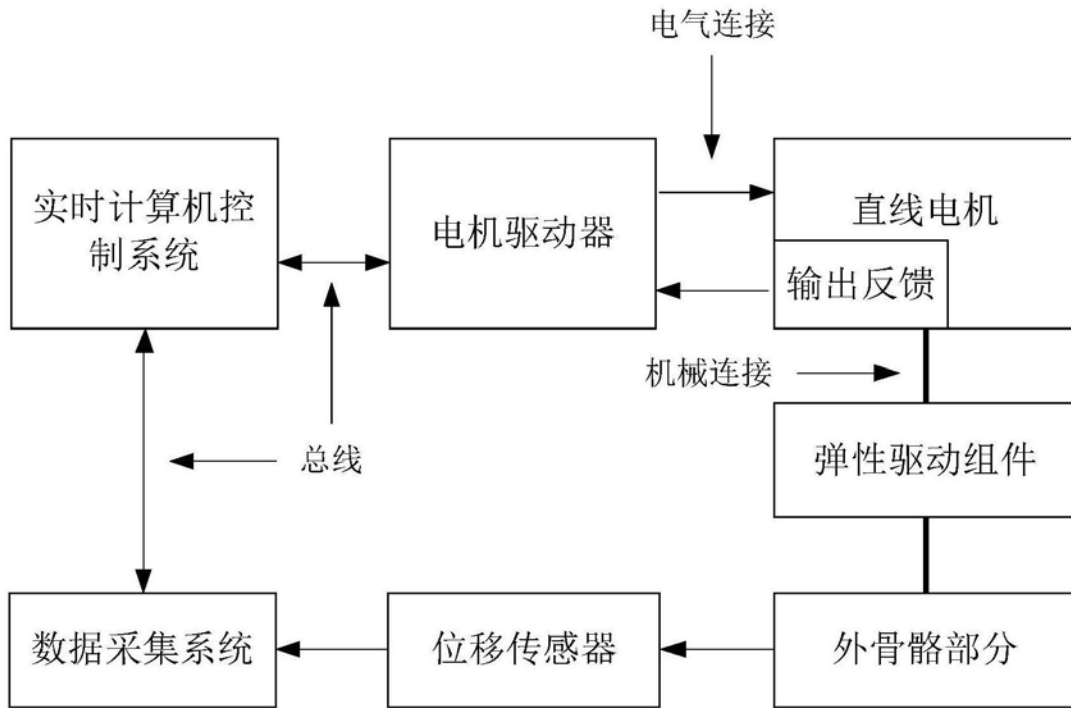 电气连接
实时计算机控
制系统
电机驱动器
直线电机
输出反馈
机械连接
总线
弹性驱动组件
数据采集系统
位移传感器
外骨骼部分